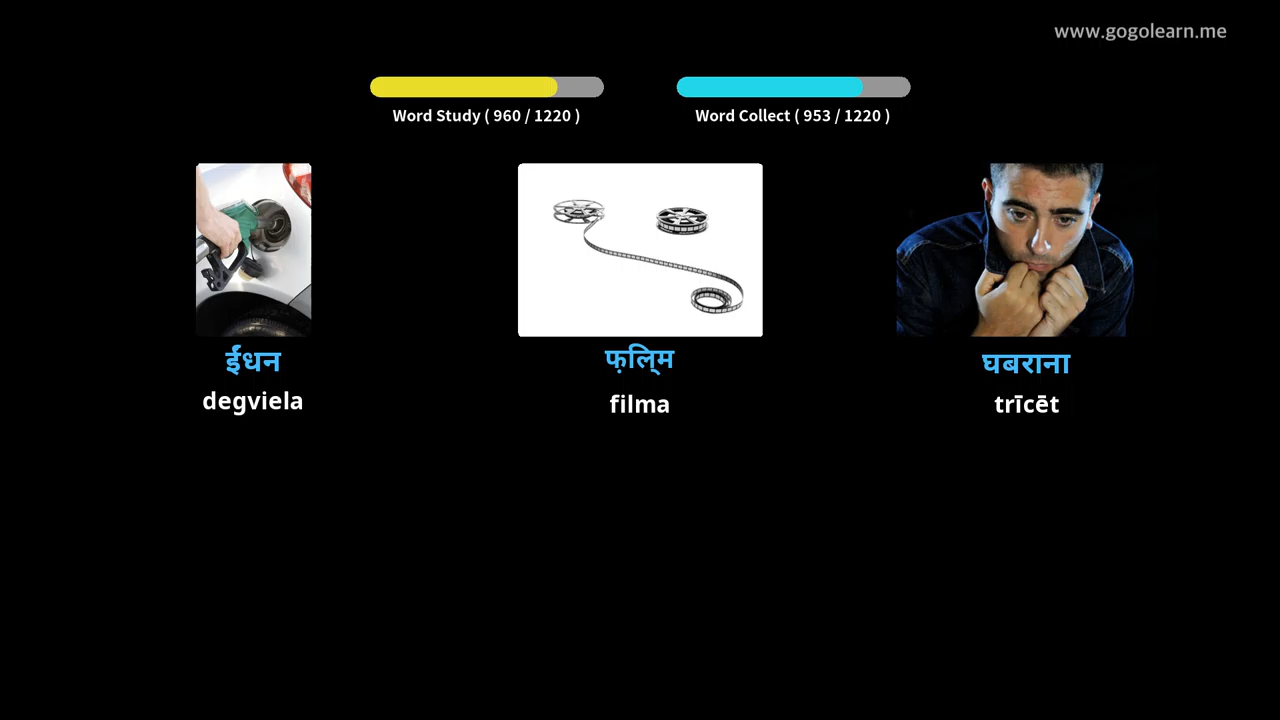 www.gogolearn.me
Word Study ( 960 / 1220 )
Word Collect ( 953 / 1220 )
ईंधन
फ़िल्म
घबराना
degviela
filma
trīcēt